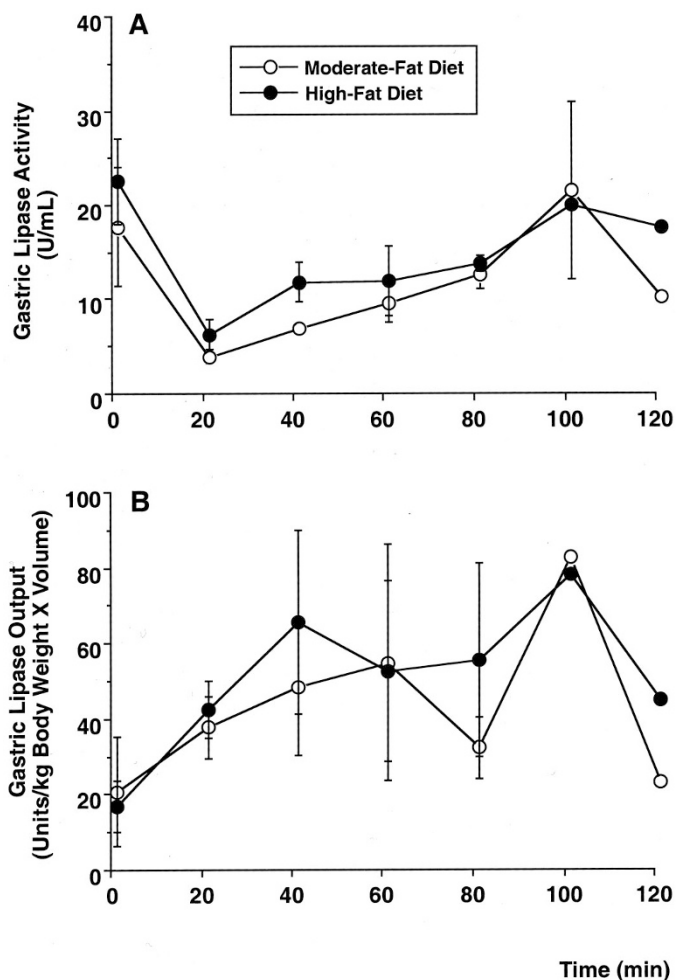 A
Moderate-Fat Diet
High-Fat Diet
Gastric Lipase Activity
(U/mL)
40
30
20
10
0
0 20 40 60 80 100 120
B
Gastric Lipase Output
(Units/kg Body Weight X Volume)
100
80
60
40
20
0
0 20 40 60 80 100 120
Time (min)